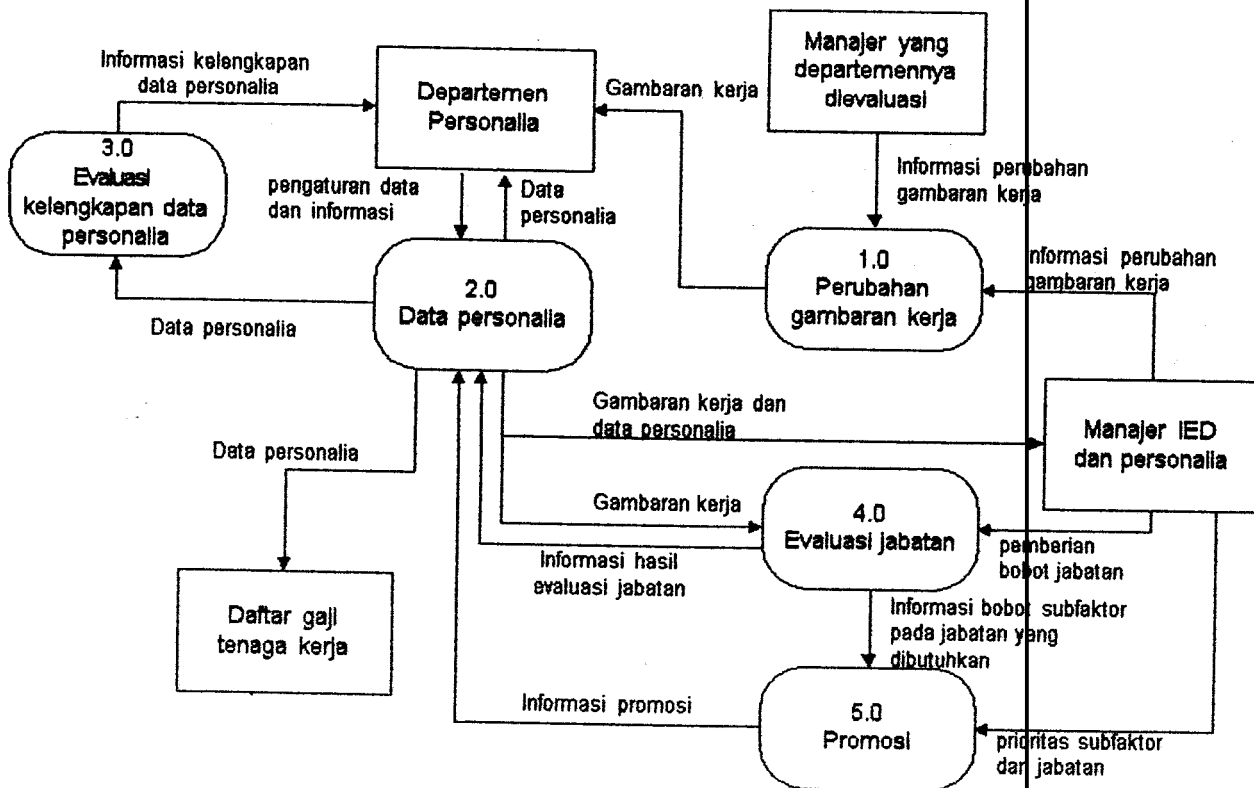 Manajer yang
departemennya
dievaluasi
Informasi kelengkapan
data personalia
Departemen
Personalia
Gambaran kerja
3.0
Evaluasi
kelengkapan data
personalia
pengaturan data
dan informasi
Data
personalia
Informasi perubahan
gambaran kerja
2.0
Data personalia
1.0
Perubahan
gambaran kerja
nformasi perubahan
gambaran kerja
Data personalia
Gambaran kerja dan
data personalia
Manajer IED
dan personalia
Data personalia
Gambaran kerja
4.0
Evaluasi jabatan
Informasi hasil
evaluasi jabatan
pemberian
bobot jabatan
Daftar gaji
tenaga kerja
Informasi bobot subfaktor
pada jabatan yang
dibutuhkan
Informasi promosi
5.0
Promosi
prioritas subfaktor
dan jabatan